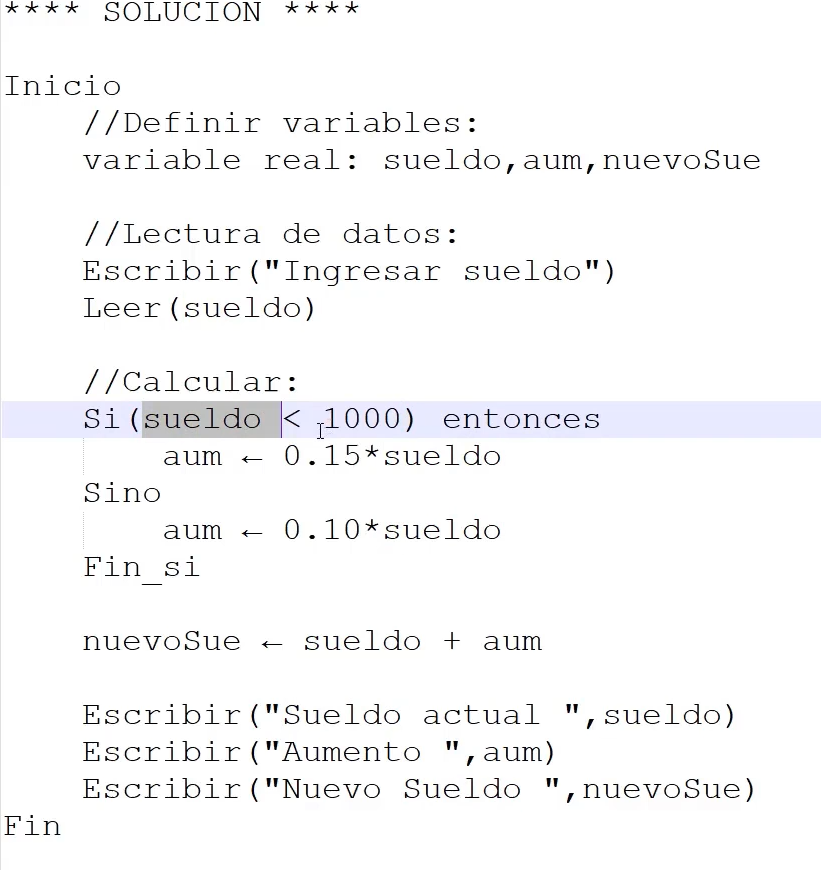 **** SOLUCION ****
Inicio
//Definir variables:
variable real: sueldo,aum,nuevoSue
//Lectura de datos:
Escribir("Ingresar sueldo")
Leer(sueldo)
//Calcular:
Si(sueldo < 1000) entonces
aum ← 0.15*sueldo
Sino
aum ← 0.10*sueldo
Fin_si
nuevoSue ← sueldo + aum
Escribir("Sueldo actual ",sueldo)
Escribir("Aumento ",aum)
Escribir("Nuevo Sueldo ",nuevoSue)
Fin